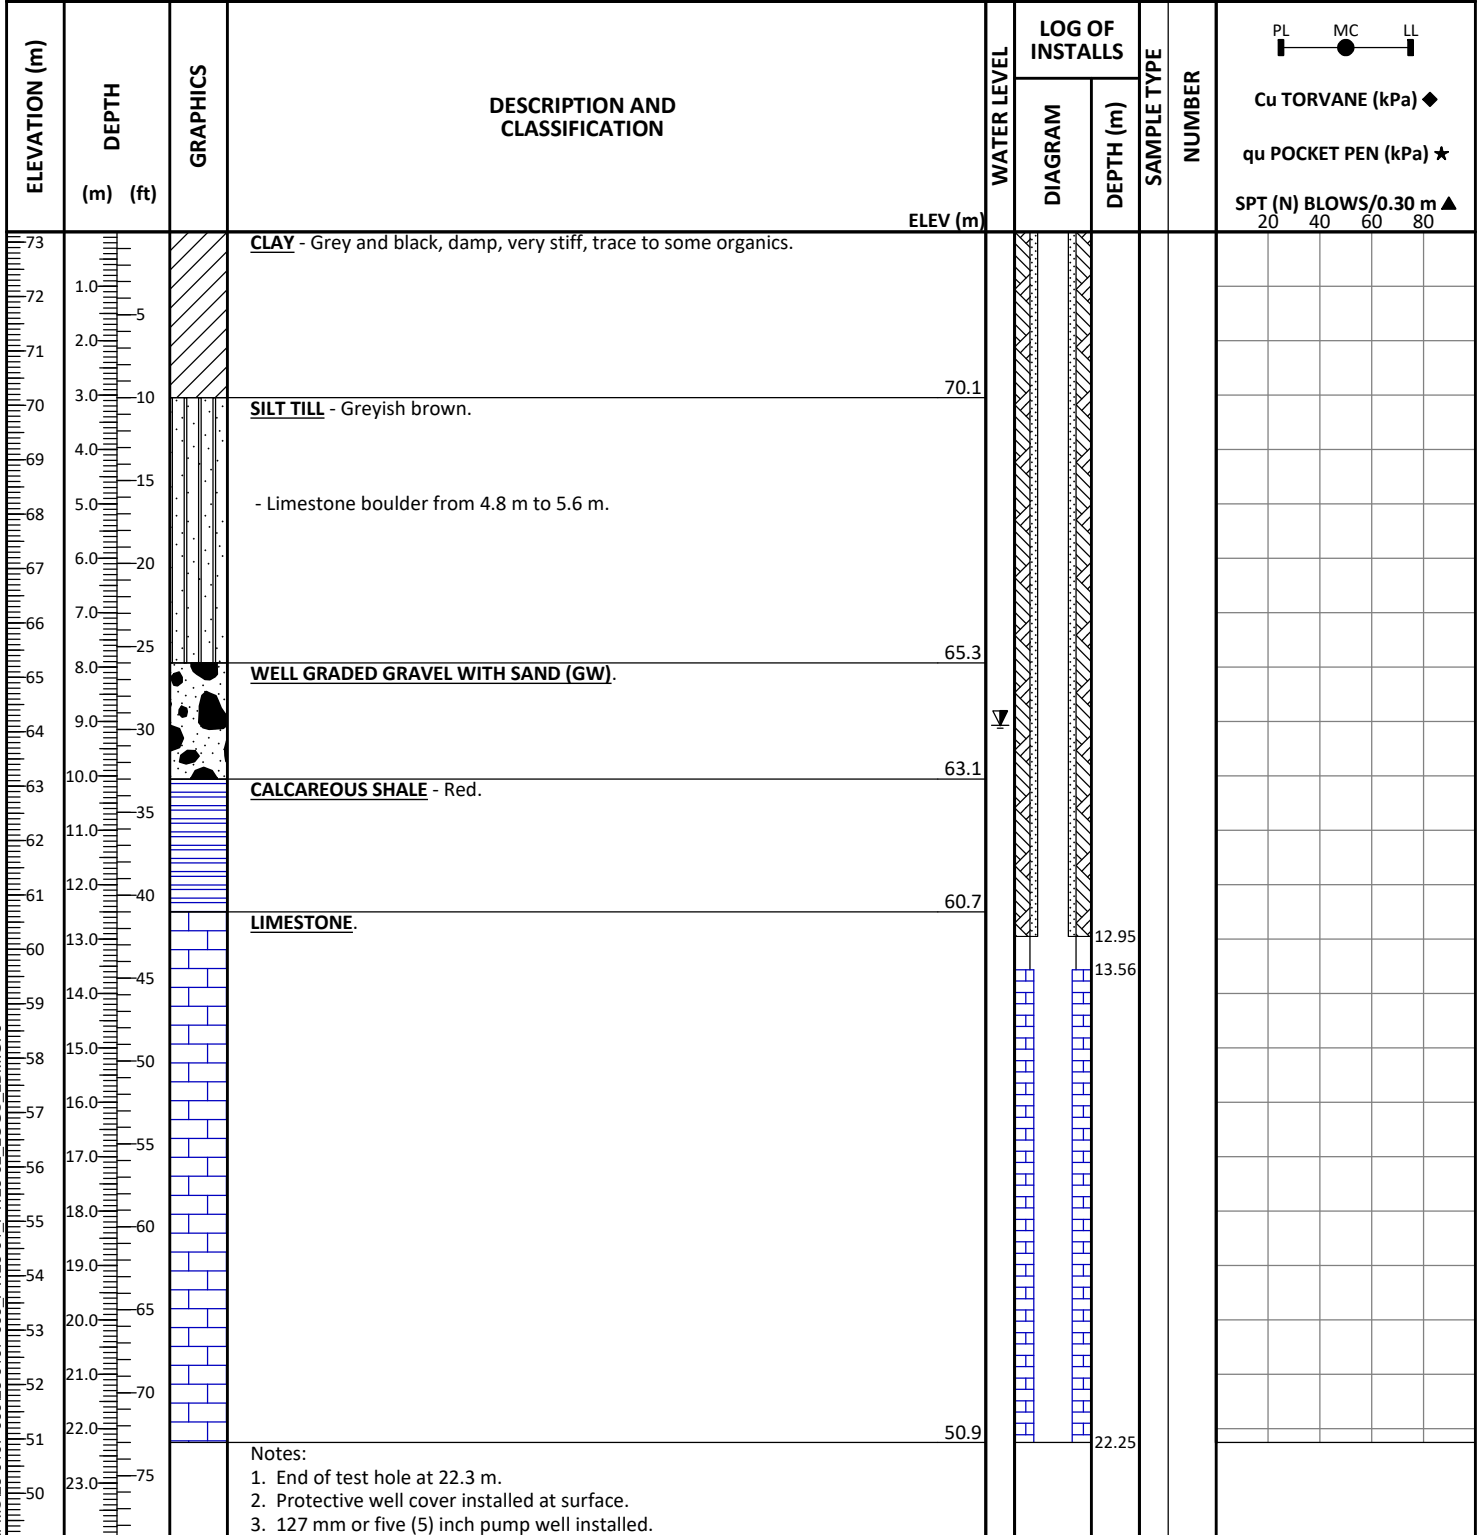 ELEVATION (m)
DEPTH
(m) (ft)
GRAPHICS
DESCRIPTION AND
CLASSIFICATION
ELEV (m)
WATER LEVEL
LOG OF
INSTALLS
DIAGRAM
DEPTH (m)
SAMPLE TYPE
NUMBER
PL MC LL
Cu TORVANE (kPa) ◆
qu POCKET PEN (kPa) ★
SPT (N) BLOWS/0.30 m ▲
20 40 60 80
73
CLAY - Grey and black, damp, very stiff, trace to some organics.
1.0
72
5
2.0
71
70.1
3.0 10
70
SILT TILL - Greyish brown.
4.0
69
15
- Limestone boulder from 4.8 m to 5.6 m.
5.0
68
6.0
20
67
7.0
66
25
65.3
8.0
WELL GRADED GRAVEL WITH SAND (GW).
65
9.0
30
64
63.1
10.0
63
CALCAREOUS SHALE - Red.
35
11.0
62
12.0
61
40
60.7
LIMESTONE.
12.95
13.0
60
13.56
45
14.0
59
15.0
58
50
16.0
57
55
17.0
56
18.0
55
60
19.0
54
65
20.0
53
21.0
52
70
22.0
50.9
51
22.25
Notes:
1. End of test hole at 22.3 m.
75
23.0
50
2. Protective well cover installed at surface.
3. 127 mm or five (5) inch pump well installed.